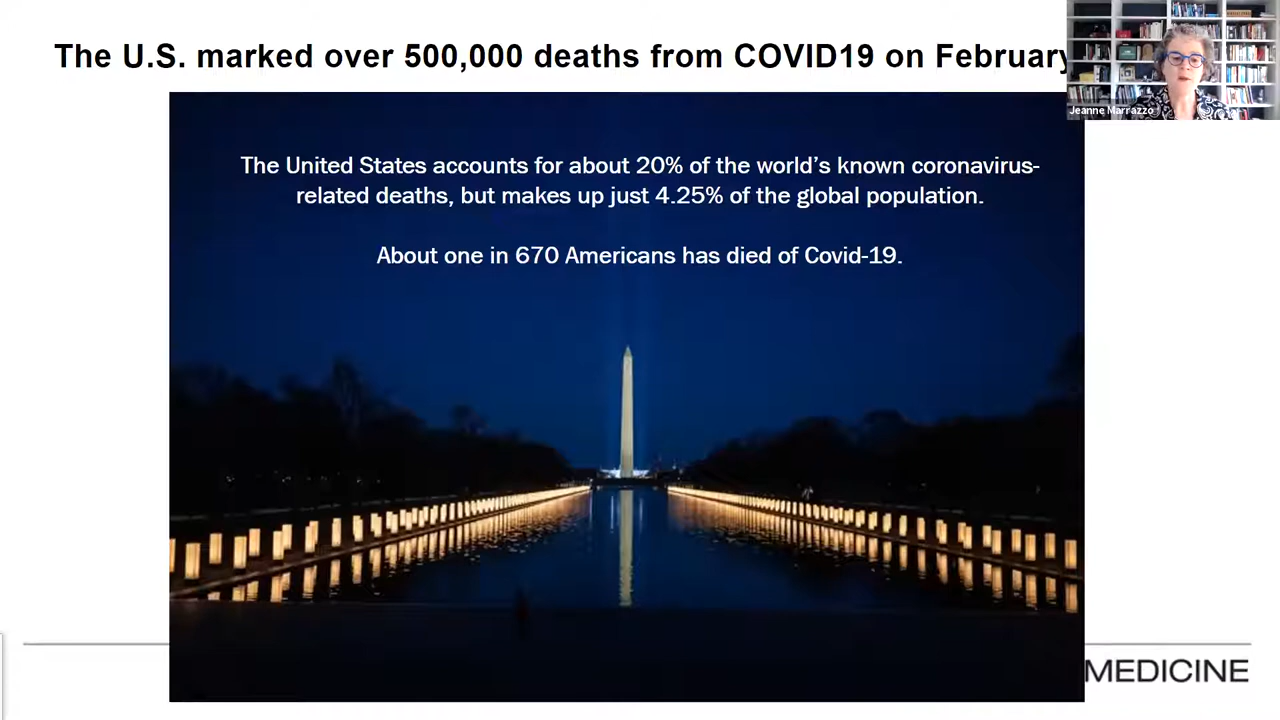 The U.S. marked over 500,000 deaths from COVID19 on February
Jeanne Marrazzo
The United States accounts for about 20% of the world's known coronavirus-
related deaths, but makes up just 4.25% of the global population.
About one in 670 Americans has died of Covid-19.
MEDICINE